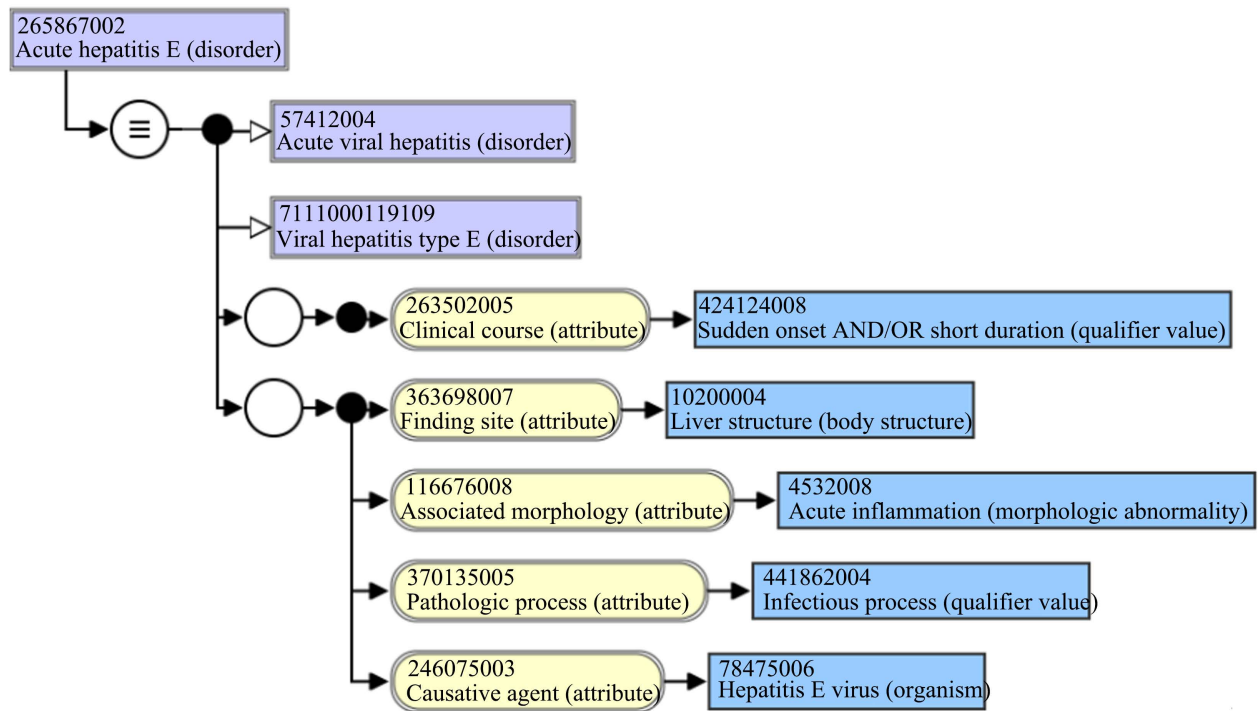 265867002
Acute hepatitis E (disorder)
≡
57412004
Acute viral hepatitis (disorder)
7111000119109
Viral hepatitis type E (disorder)
263502005
Clinical course (attribute)
424124008
Sudden onset AND/OR short duration (qualifier value)
363698007
Finding site (attribute)
10200004
Liver structure (body structure)
116676008
Associated morphology (attribute)
4532008
Acute inflammation (morphologic abnormality)
370135005
Pathologic process (attribute)
441862004
Infectious process (qualifier value)
246075003
Causative agent (attribute)
78475006
Hepatitis E virus (organism)